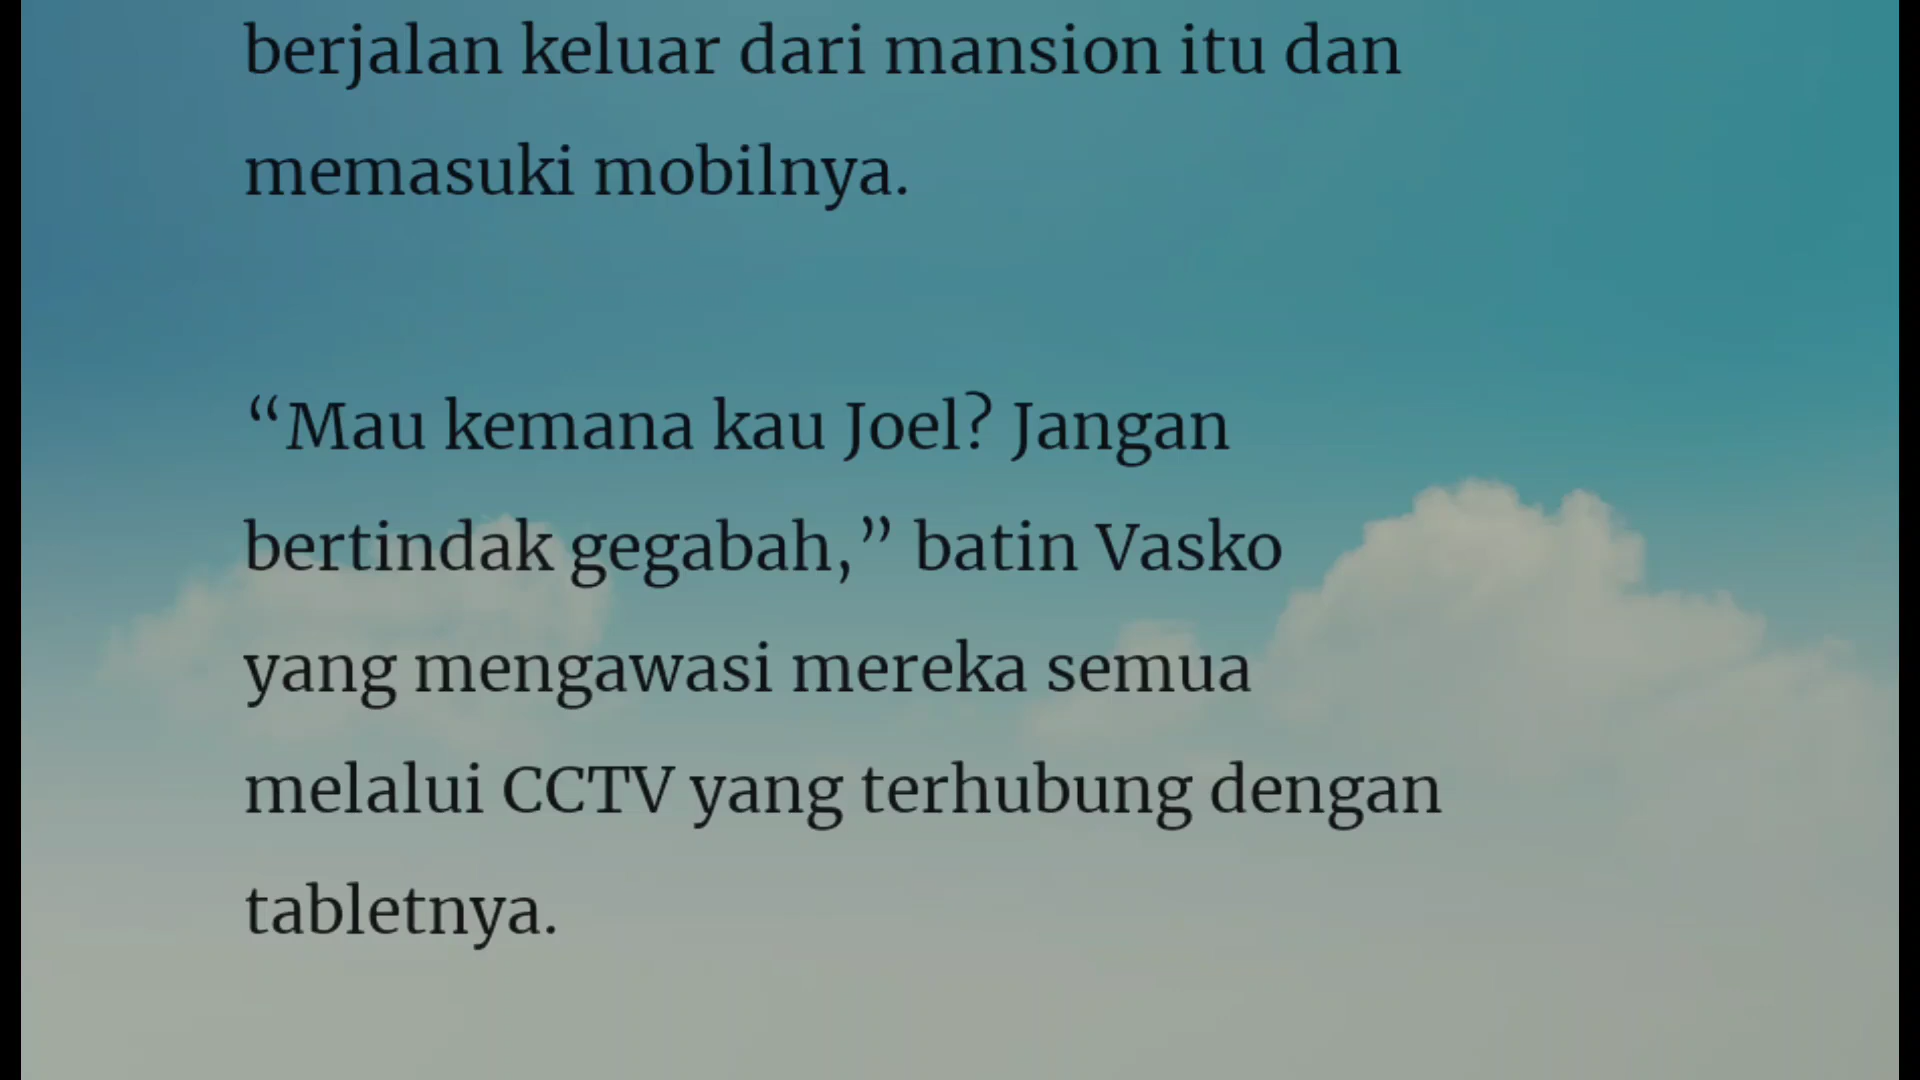 berjalan keluar dari mansion itu dan
memasuki mobilnya.
“Mau kemana kau Joel? Jangan
bertindak gegabah,” batin Vasko
yang mengawasi mereka semua
melalui CCTV yang terhubung dengan
tabletnya.